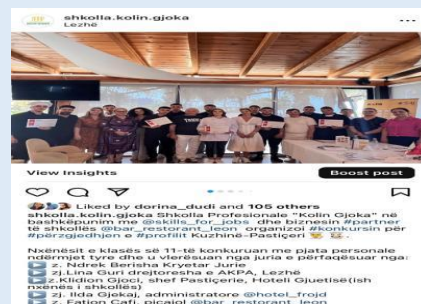 shkolla.kolin.gjoka
Lezhë
View Insights
Boost post
Liked by dorina_dudi and 105 others
shkolla.kolin.gjoka Shkolla Profesionale "Kolin Gjoka" në
bashkëpunim me @skills_for_jobs dhe biznesin #partner
të shkollës @bar_restorant_leon organizoi #konkursin për
#përzgjedhjen e #profilit Kuzhinë-Pastiçeri
Nxënësit e klasës së 11-të konkuruan me pjata personale
ndërmjet tyre dhe u vlerësuan nga juria e përfaqësuar nga:
z. Ndrek Berisha Kryetar Jurie
zj.Lina Guri drejtoresha e AKPA, Lezhë
z.Klidion Gjoci, shef Pastiçerie, Hoteli Gjuetisë(ish
nxënës i shkollës)
zj. Ilda Gjekaj, administratore @hotel_frojd
z. Fation Cafi, picajol @bar_restorant_leon